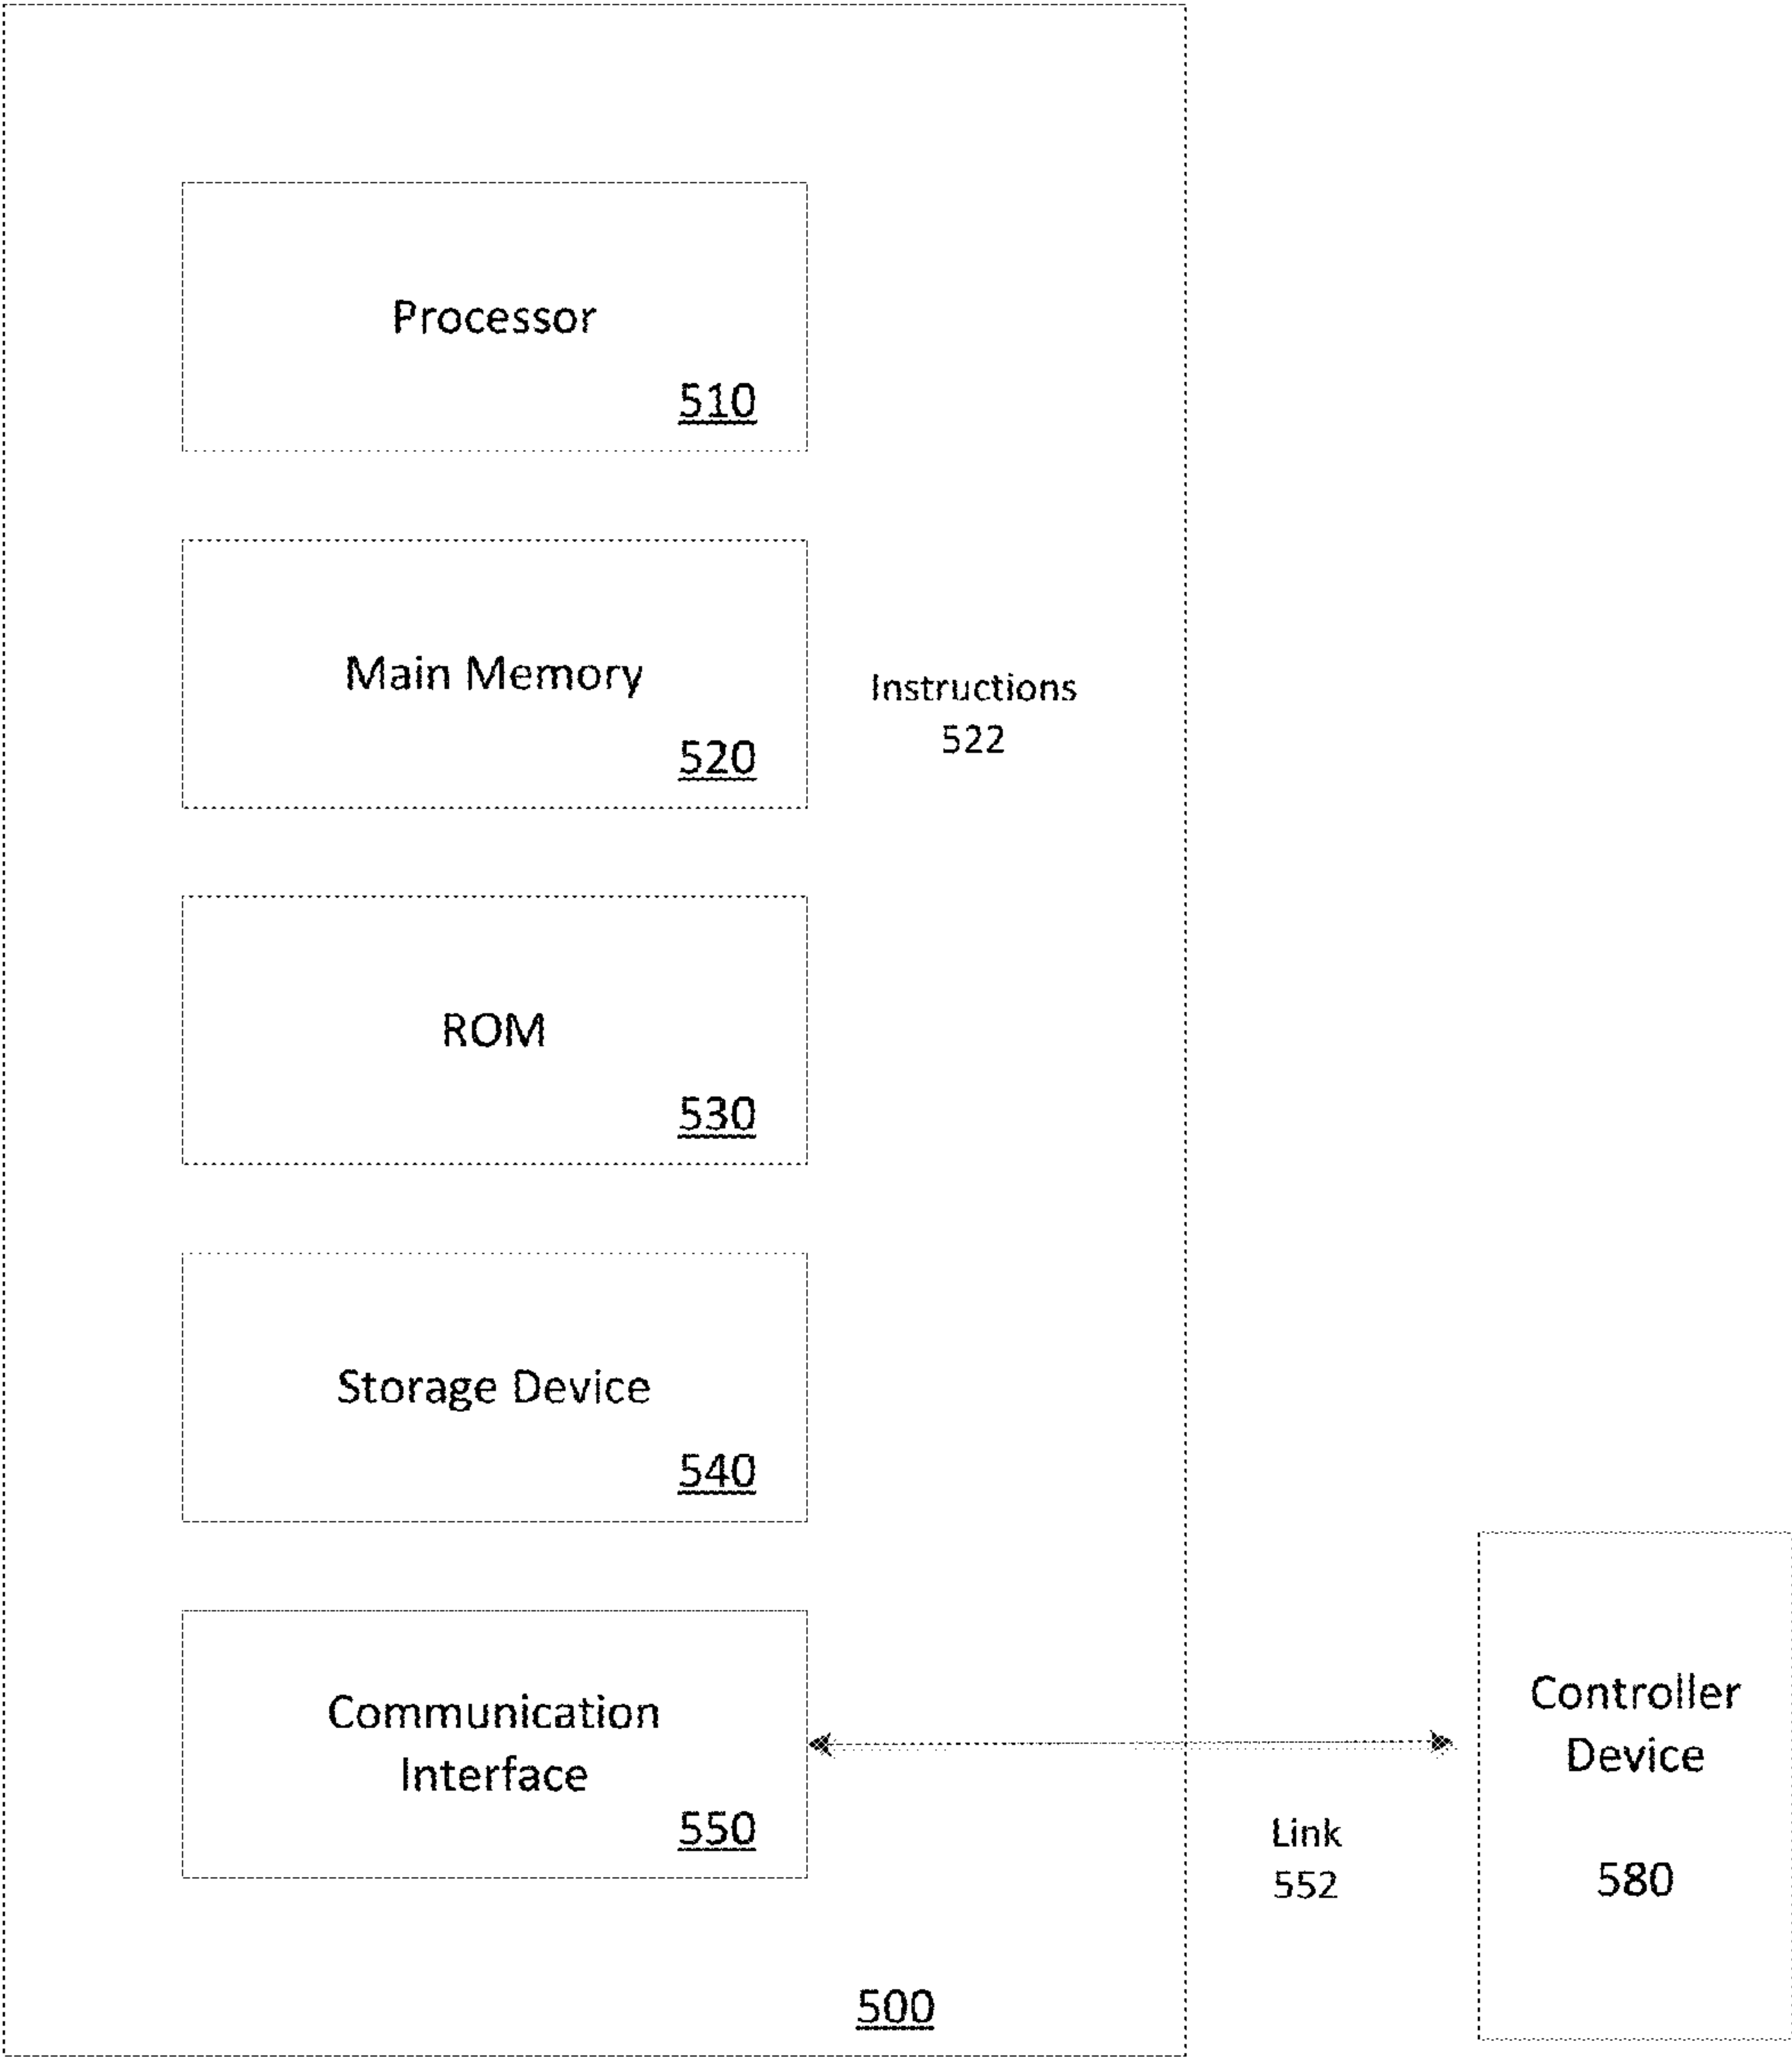 Processor
510
Main Memory
520
Instructions
522
ROM
530
Storage Device
540
Communication
Interface
550
Link
552
Controller
Device
580
500